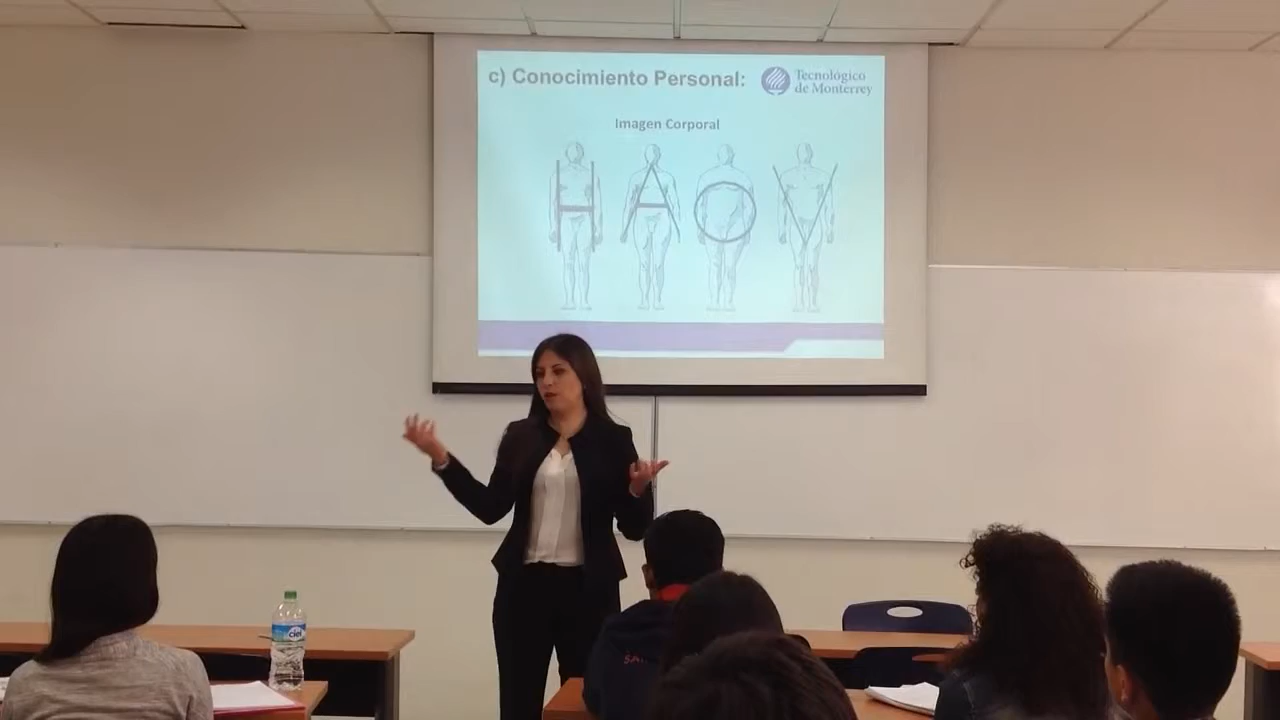 c) Conocimiento Personal:
Tecnológico
de Monterrey
Imagen Corporal
ciel